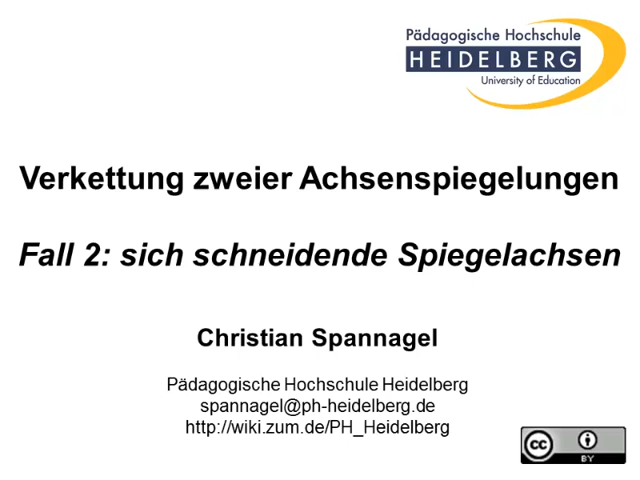 Pädagogische Hochschule
HEIDELBERG
University of Education
Verkettung zweier Achsenspiegelungen
Fall 2: sich schneidende Spiegelachsen
Christian Spannagel
Pädagogische Hochschule Heidelberg
spannagel@ph-heidelberg.de
http://wiki.zum.de/PH_Heidelberg
cc
BY